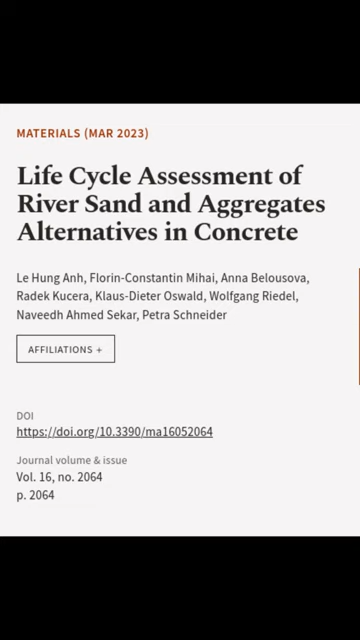 MATERIALS (MAR 2023)
Life Cycle Assessment of
River Sand and Aggregates
Alternatives in Concrete
Le Hung Anh, Florin-Constantin Mihai, Anna Belousova,
Radek Kucera, Klaus-Dieter Oswald, Wolfgang Riedel,
Naveedh Ahmed Sekar, Petra Schneider
AFFILIATIONS +
DOI
https://doi.org/10.3390/ma16052064
Journal volume & issue
Vol. 16, no. 2064
p. 2064